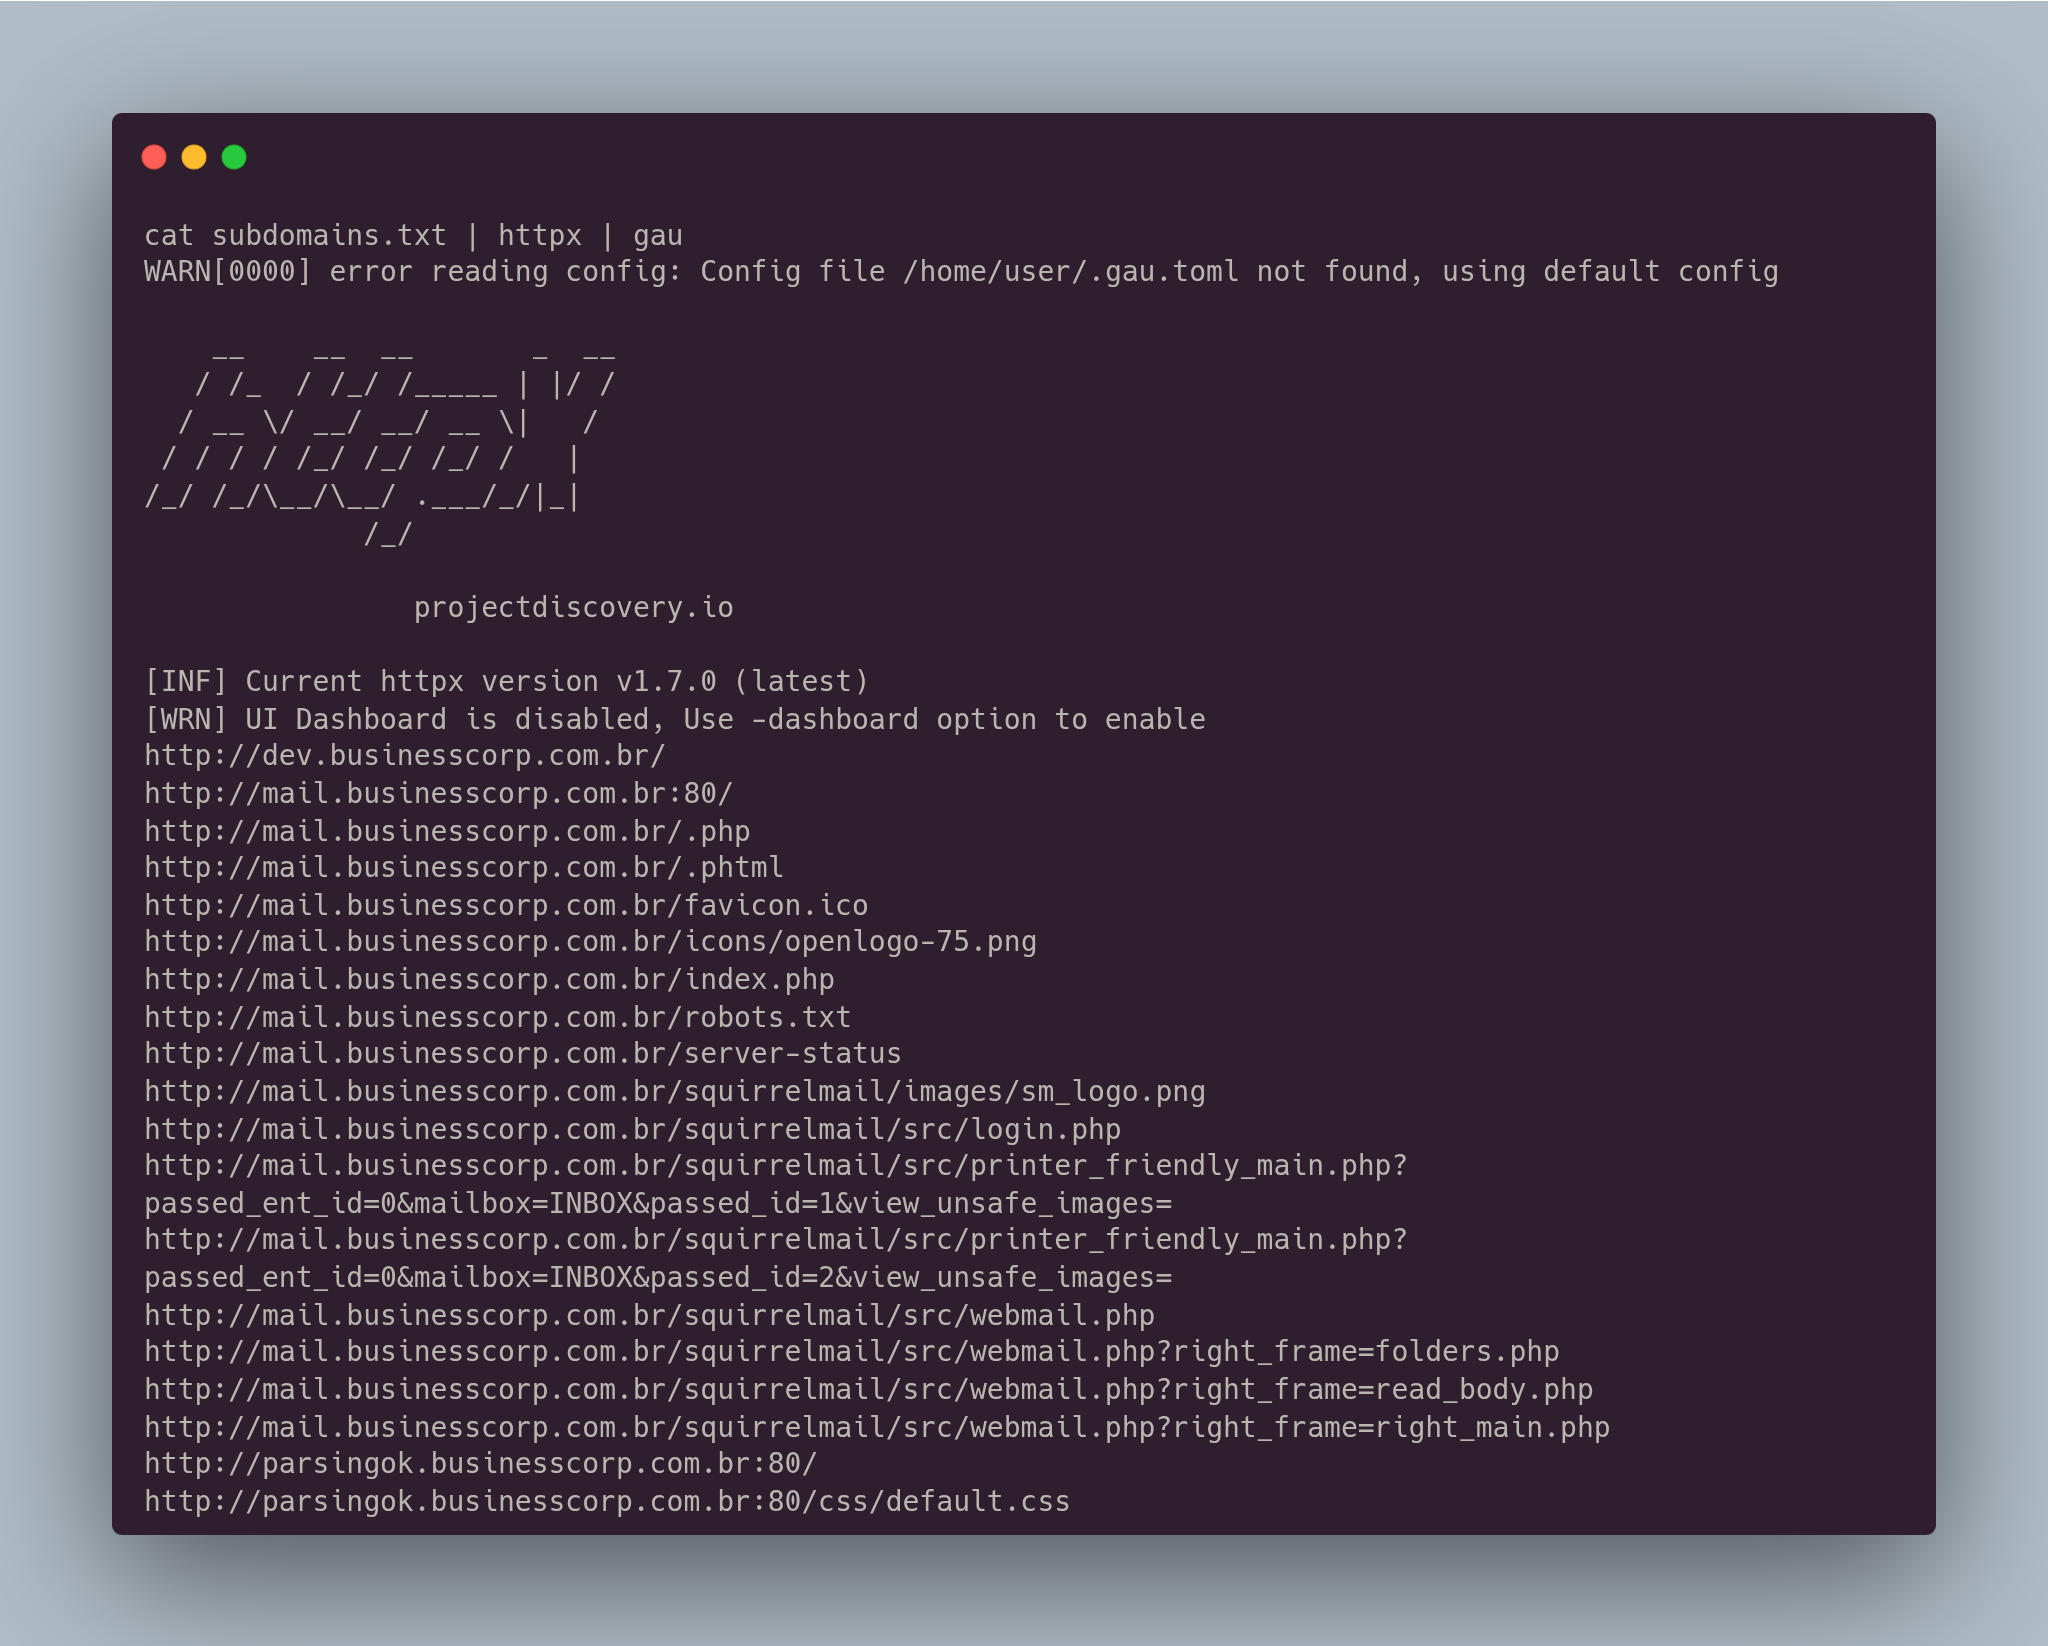 cat subdomains.txt | httpx | gau
WARN[0000] error reading config: Config file /home/user/.gau.toml not found, using default config
    __    __  __       _  __
   / /_  / /_/ /_____ | |/ /
  / __ \/ __/ __/ __ \|   /
 / / / / /_/ /_/ /_/ /   |
/_/ /_/\__/\__/ .___/_/|_|
             /_/
                projectdiscovery.io
[INF] Current httpx version v1.7.0 (latest)
[WRN] UI Dashboard is disabled, Use -dashboard option to enable
http://dev.businesscorp.com.br/
http://mail.businesscorp.com.br:80/
http://mail.businesscorp.com.br/.php
http://mail.businesscorp.com.br/.phtml
http://mail.businesscorp.com.br/favicon.ico
http://mail.businesscorp.com.br/icons/openlogo-75.png
http://mail.businesscorp.com.br/index.php
http://mail.businesscorp.com.br/robots.txt
http://mail.businesscorp.com.br/server-status
http://mail.businesscorp.com.br/squirrelmail/images/sm_logo.png
http://mail.businesscorp.com.br/squirrelmail/src/login.php
http://mail.businesscorp.com.br/squirrelmail/src/printer_friendly_main.php?
passed_ent_id=0&mailbox=INBOX&passed_id=1&view_unsafe_images=
http://mail.businesscorp.com.br/squirrelmail/src/printer_friendly_main.php?
passed_ent_id=0&mailbox=INBOX&passed_id=2&view_unsafe_images=
http://mail.businesscorp.com.br/squirrelmail/src/webmail.php
http://mail.businesscorp.com.br/squirrelmail/src/webmail.php?right_frame=folders.php
http://mail.businesscorp.com.br/squirrelmail/src/webmail.php?right_frame=read_body.php
http://mail.businesscorp.com.br/squirrelmail/src/webmail.php?right_frame=right_main.php
http://parsingok.businesscorp.com.br:80/
http://parsingok.businesscorp.com.br:80/css/default.css